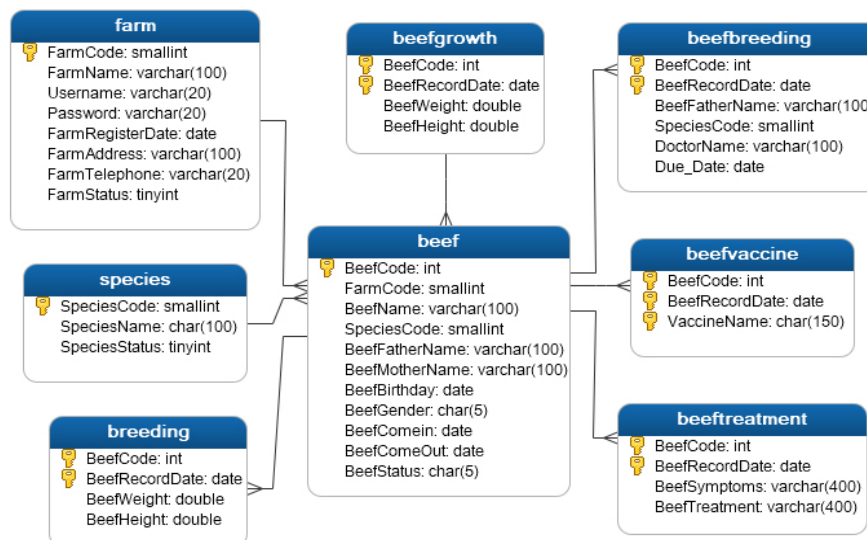 farm
FarmCode: smallint
FarmName: varchar(100)
Username: varchar(20)
Password: varchar(20)
FarmRegisterDate: date
FarmAddress: varchar(100)
FarmTelephone: varchar(20)
FarmStatus: tinyint
beefgrowth
BeefCode: int
BeefRecordDate: date
BeefWeight: double
BeefHeight: double
beefbreeding
BeefCode: int
BeefRecordDate: date
BeefFatherName: varchar(100
SpeciesCode: smallint
DoctorName: varchar(100)
Due_Date: date
species
SpeciesCode: smallint
SpeciesName: char(100)
SpeciesStatus: tinyint
beef
BeefCode: int
FarmCode: smallint
BeefName: varchar(100)
SpeciesCode: smallint
BeefFatherName: varchar(100)
BeefMotherName: varchar(100)
BeefBirthday: date
BeefGender: char(5)
BeefComein: date
BeefComeOut: date
BeefStatus: char(5)
beefvaccine
BeefCode: int
BeefRecordDate: date
VaccineName: char(150)
breeding
BeefCode: int
BeefRecordDate: date
BeefWeight: double
BeefHeight: double
beeftreatment
BeefCode: int
BeefRecordDate: date
BeefSymptoms: varchar(400)
BeefTreatment: varchar(400)